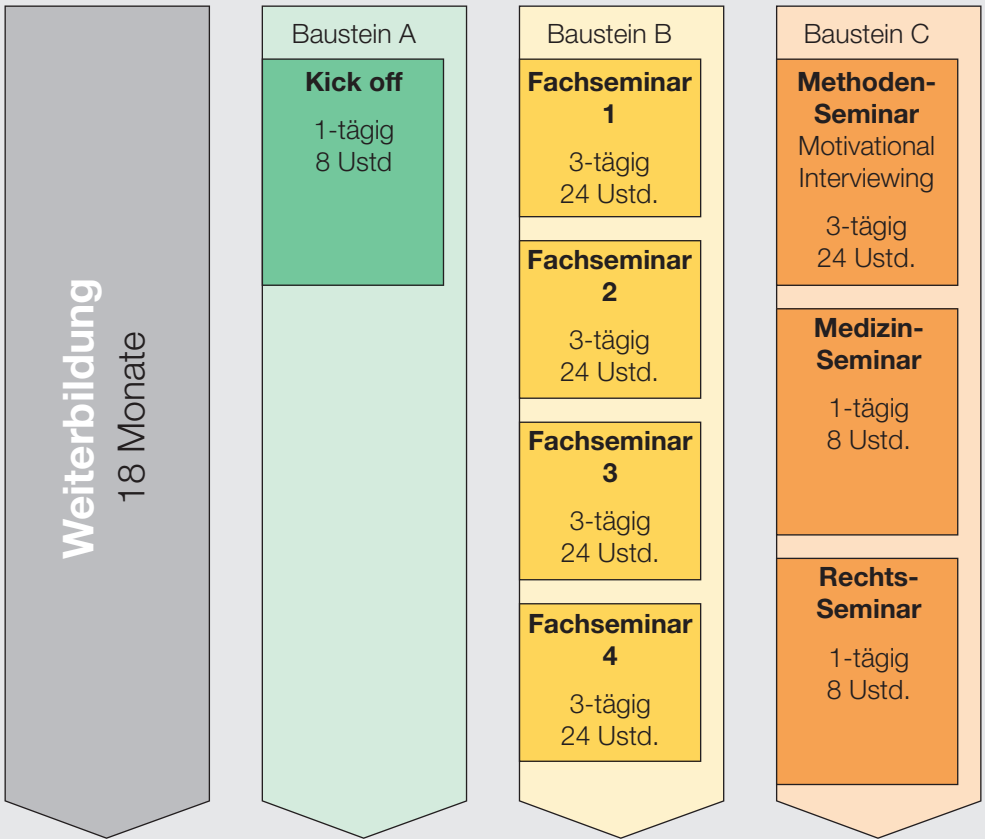 Weiterbildung
18 Monate
Baustein A
Kick off
1-tägig
8 Ustd
Baustein B
Fachseminar
1
3-tägig
24 Ustd.
Fachseminar
2
3-tägig
24 Ustd.
Fachseminar
3
3-tägig
24 Ustd.
Fachseminar
4
3-tägig
24 Ustd.
Baustein C
Methoden-
Seminar
Motivational
Interviewing
3-tägig
24 Ustd.
Medizin-
Seminar
1-tägig
8 Ustd.
Rechts-
Seminar
1-tägig
8 Ustd.